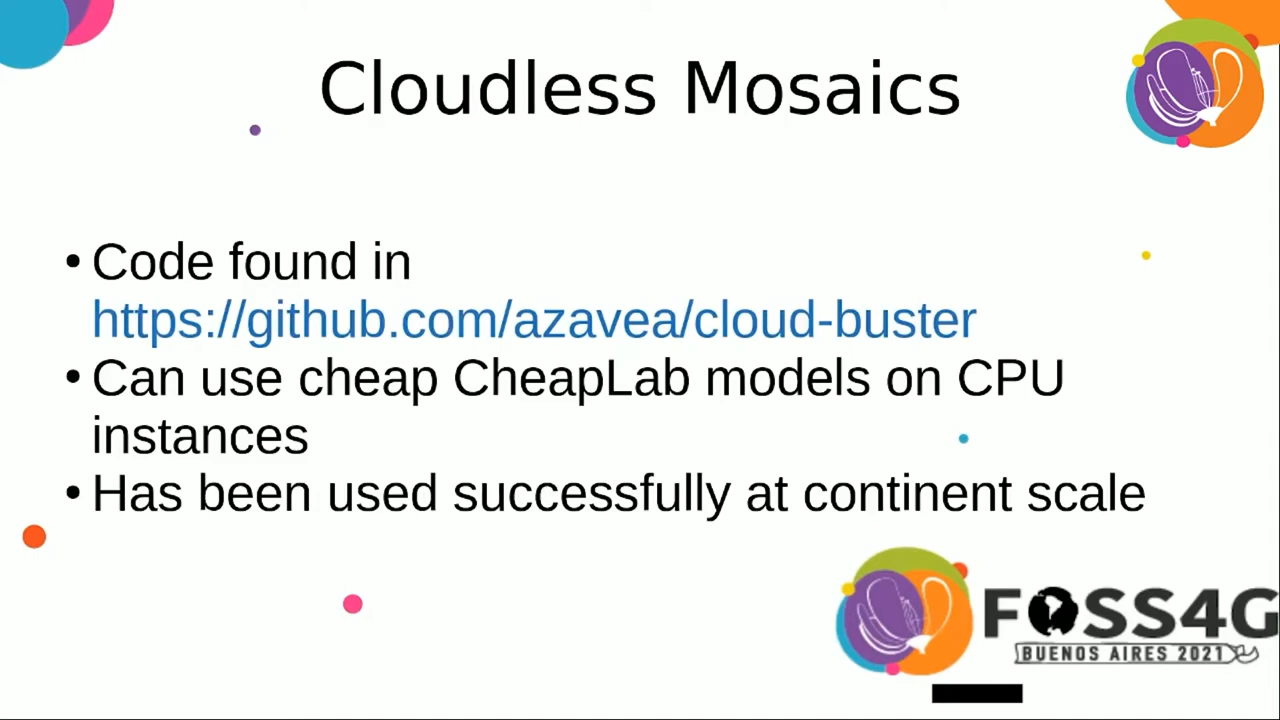 Cloudless Mosaics
• Code found in
https://github.com/azavea/cloud-buster
• Can use cheap CheapLab models on CPU
instances
• Has been used successfully at continent scale
FOSS4G
BUENOS AIRES 2021